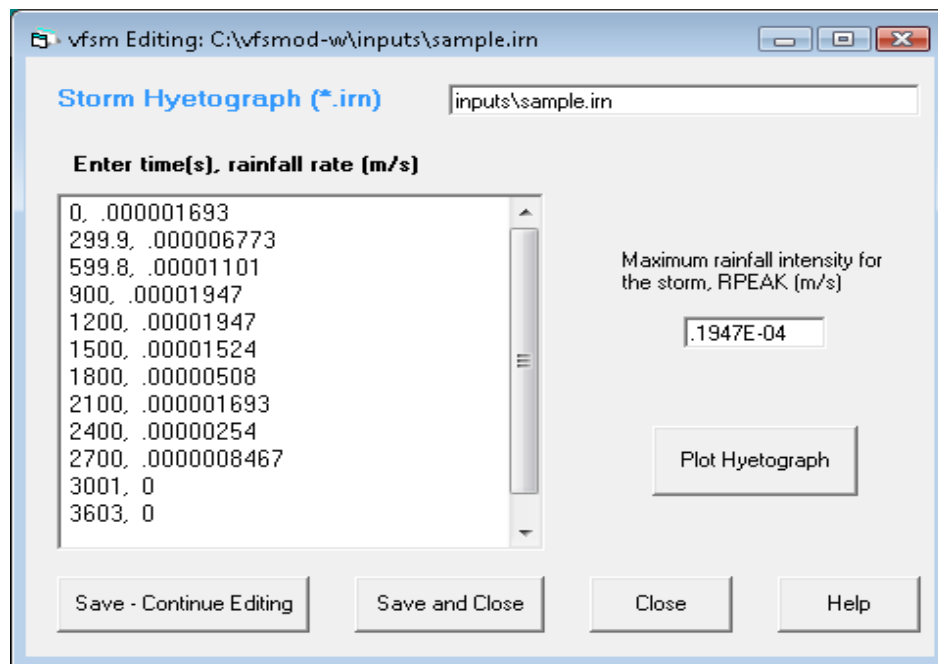 vfsm Editing: C:\vfsmod-w\inputs\sample.irn
Storm Hyetograph (*.irn)
inputs\sample.irn
Enter time(s), rainfall rate (m/s)
0, .000001693
299.9, .000006773
599.8, .00001101
900, .00001947
1200, .00001947
1500, .00001524
1800, .00000508
2100, .000001693
2400, .00000254
2700, .0000008467
3001, 0
3603, 0
Maximum rainfall intensity for
the storm, RPEAK (m/s)
.1947E-04
Plot Hyetograph
Save - Continue Editing
Save and Close
Close
Help